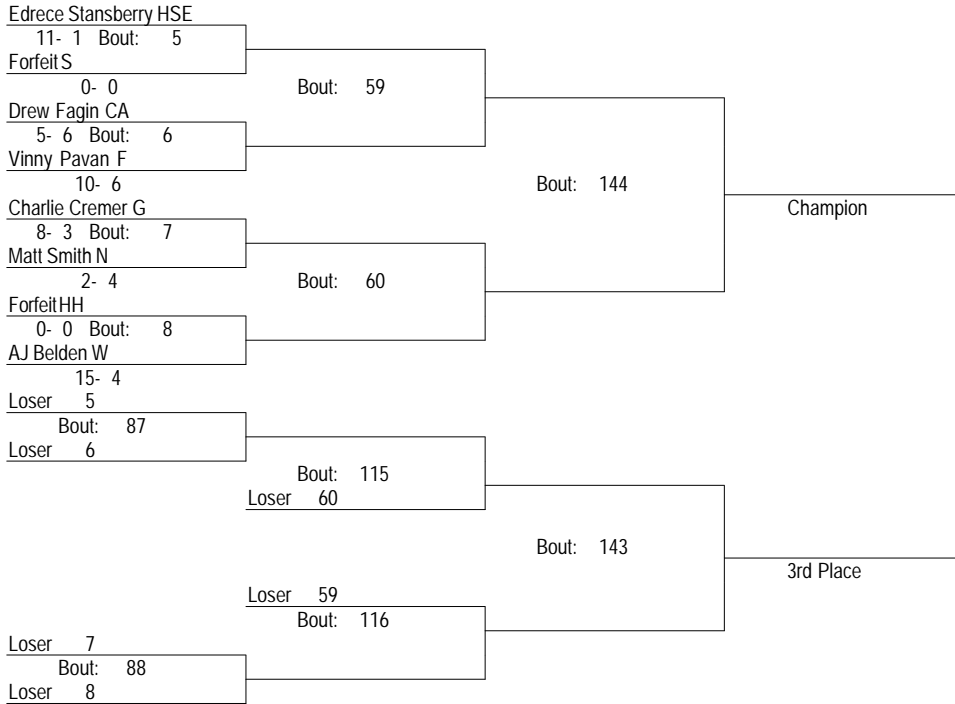 Edrece Stansberry HSE
11- 1 Bout: 5
Forfeit S
0- 0
Bout: 59
Drew Fagin CA
5- 6 Bout: 6
Vinny Pavan F
10- 6
Bout: 144
Charlie Cremer G
Champion
8- 3 Bout: 7
Matt Smith N
2- 4
Bout: 60
Forfeit HH
0- 0 Bout: 8
AJ Belden W
15- 4
Loser 5
Bout: 87
Loser 6
Bout: 115
Loser 60
Bout: 143
3rd Place
Loser 59
Bout: 116
Loser 7
Bout: 88
Loser 8